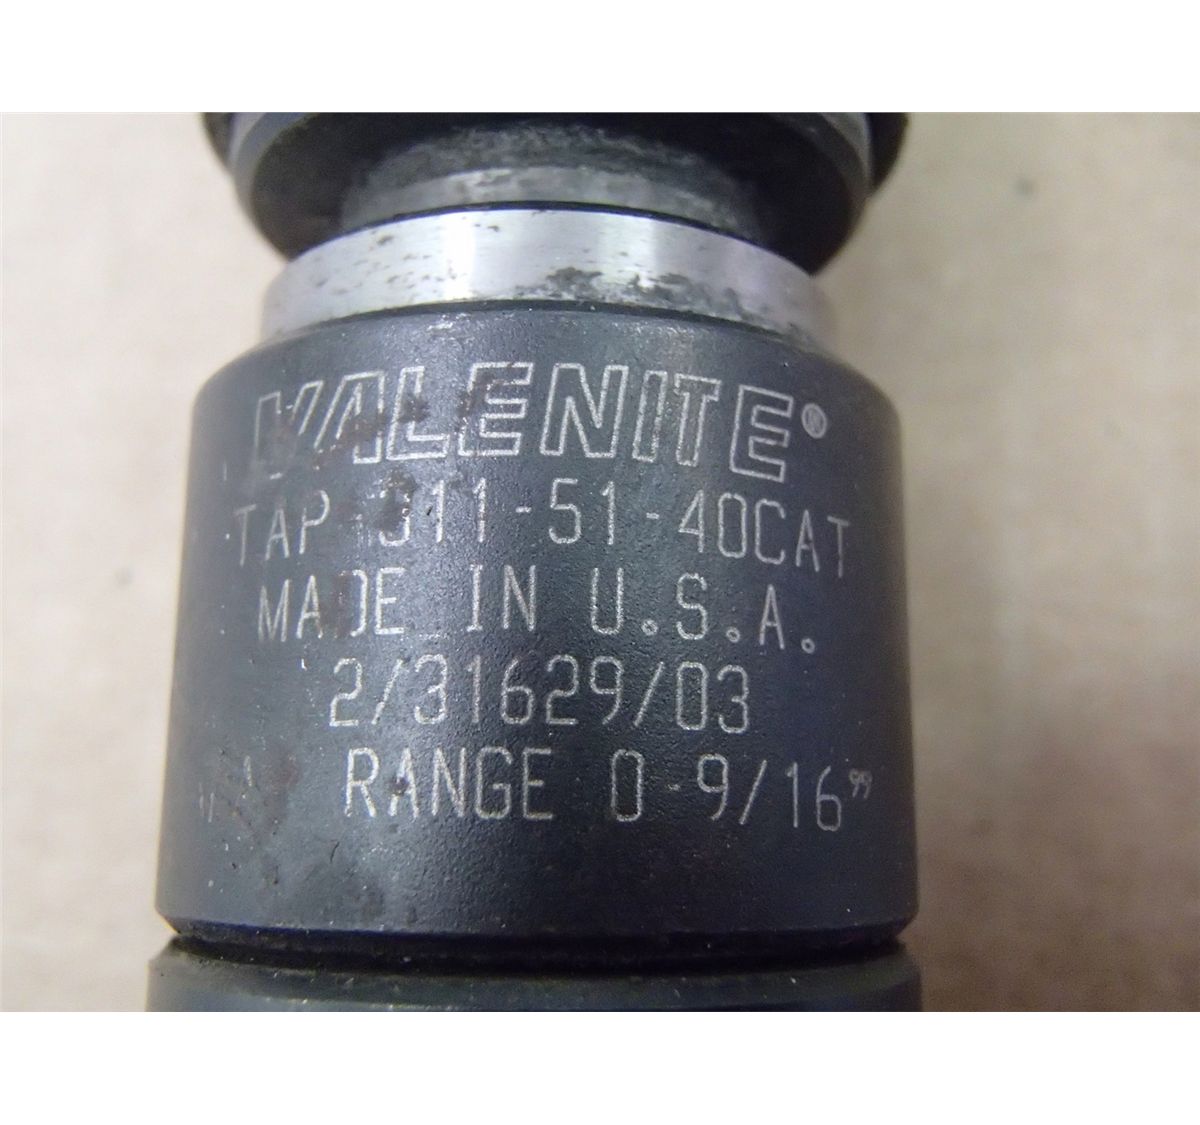 VALENITE®
TAP-311-51-40CAT
MADE IN U.S.A.
2/31629/03
RANGE 0-9/16"